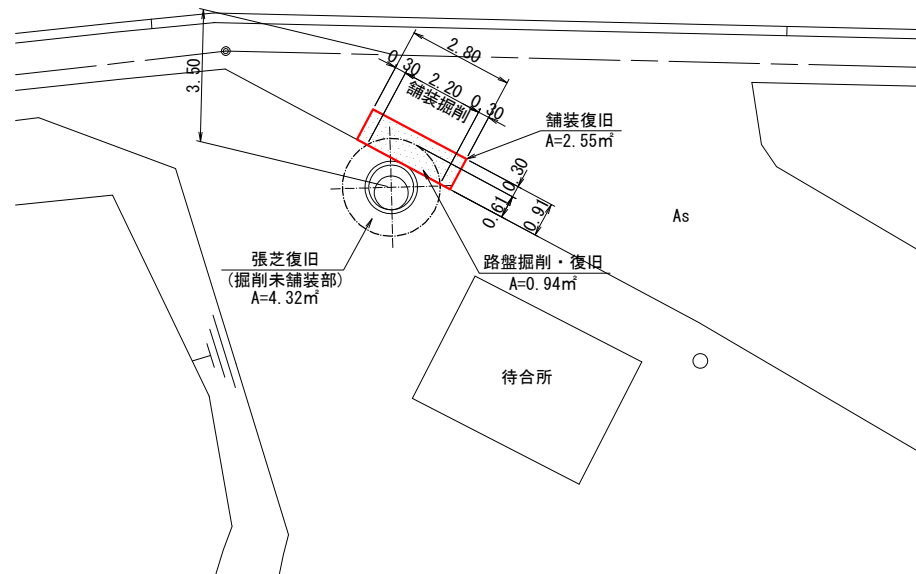 2.80
0.30
2.20
0.30
舗装掘削
3.50
舗装復旧
A=2.55㎡
0.30
0.61
0.91
As
張芝復旧
(掘削未舗装部)
A=4.32㎡
路盤掘削・復旧
A=0.94㎡
待合所